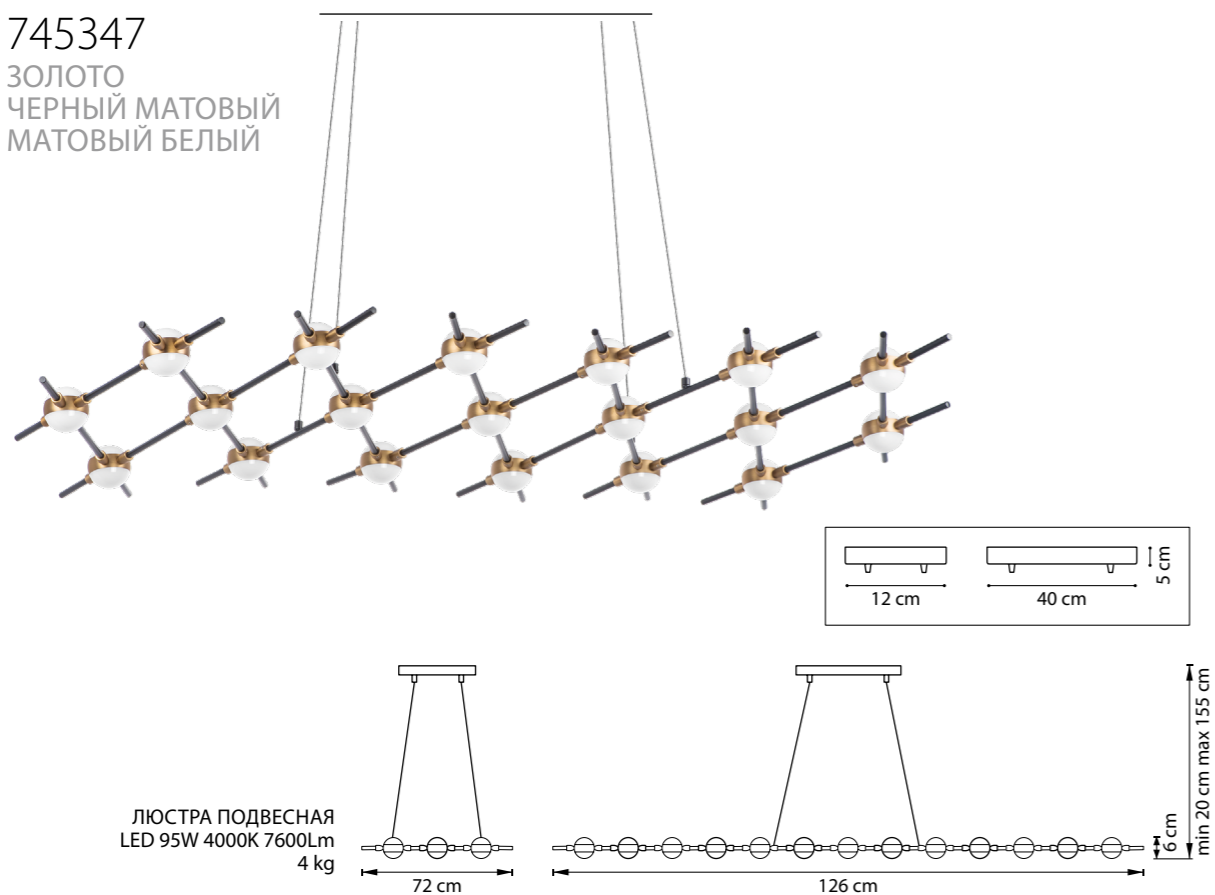 745347
ЗОЛОТО
ЧЕРНЫЙ МАТОВЫЙ
МАТОВЫЙ БЕЛЫЙ
12 cm
40 cm
5 cm
ЛЮСТРА ПОДВЕСНАЯ
LED 95W 4000K 7600Lm
4 kg
72 cm
126 cm
6 cm
min 20 cm max 155 cm